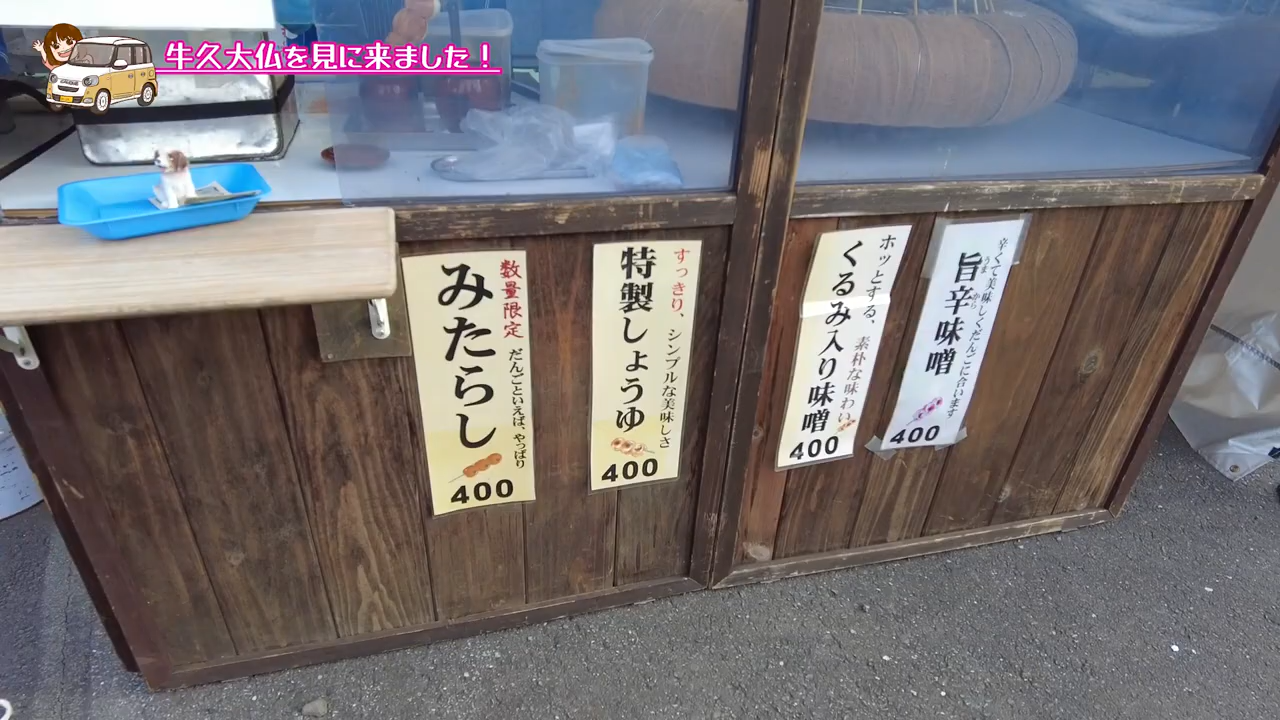 牛久大仏を見に来ました！
数量限定
だんごといえば、やっぱり
みたらし
400
すっきり、シンプルな美味しさ
特製しょうゆ
400
ホッとする、素朴な味わい
くるみ入り味噌
400
辛くて美味しくだんごに合います
旨辛味噌
うま
から
400